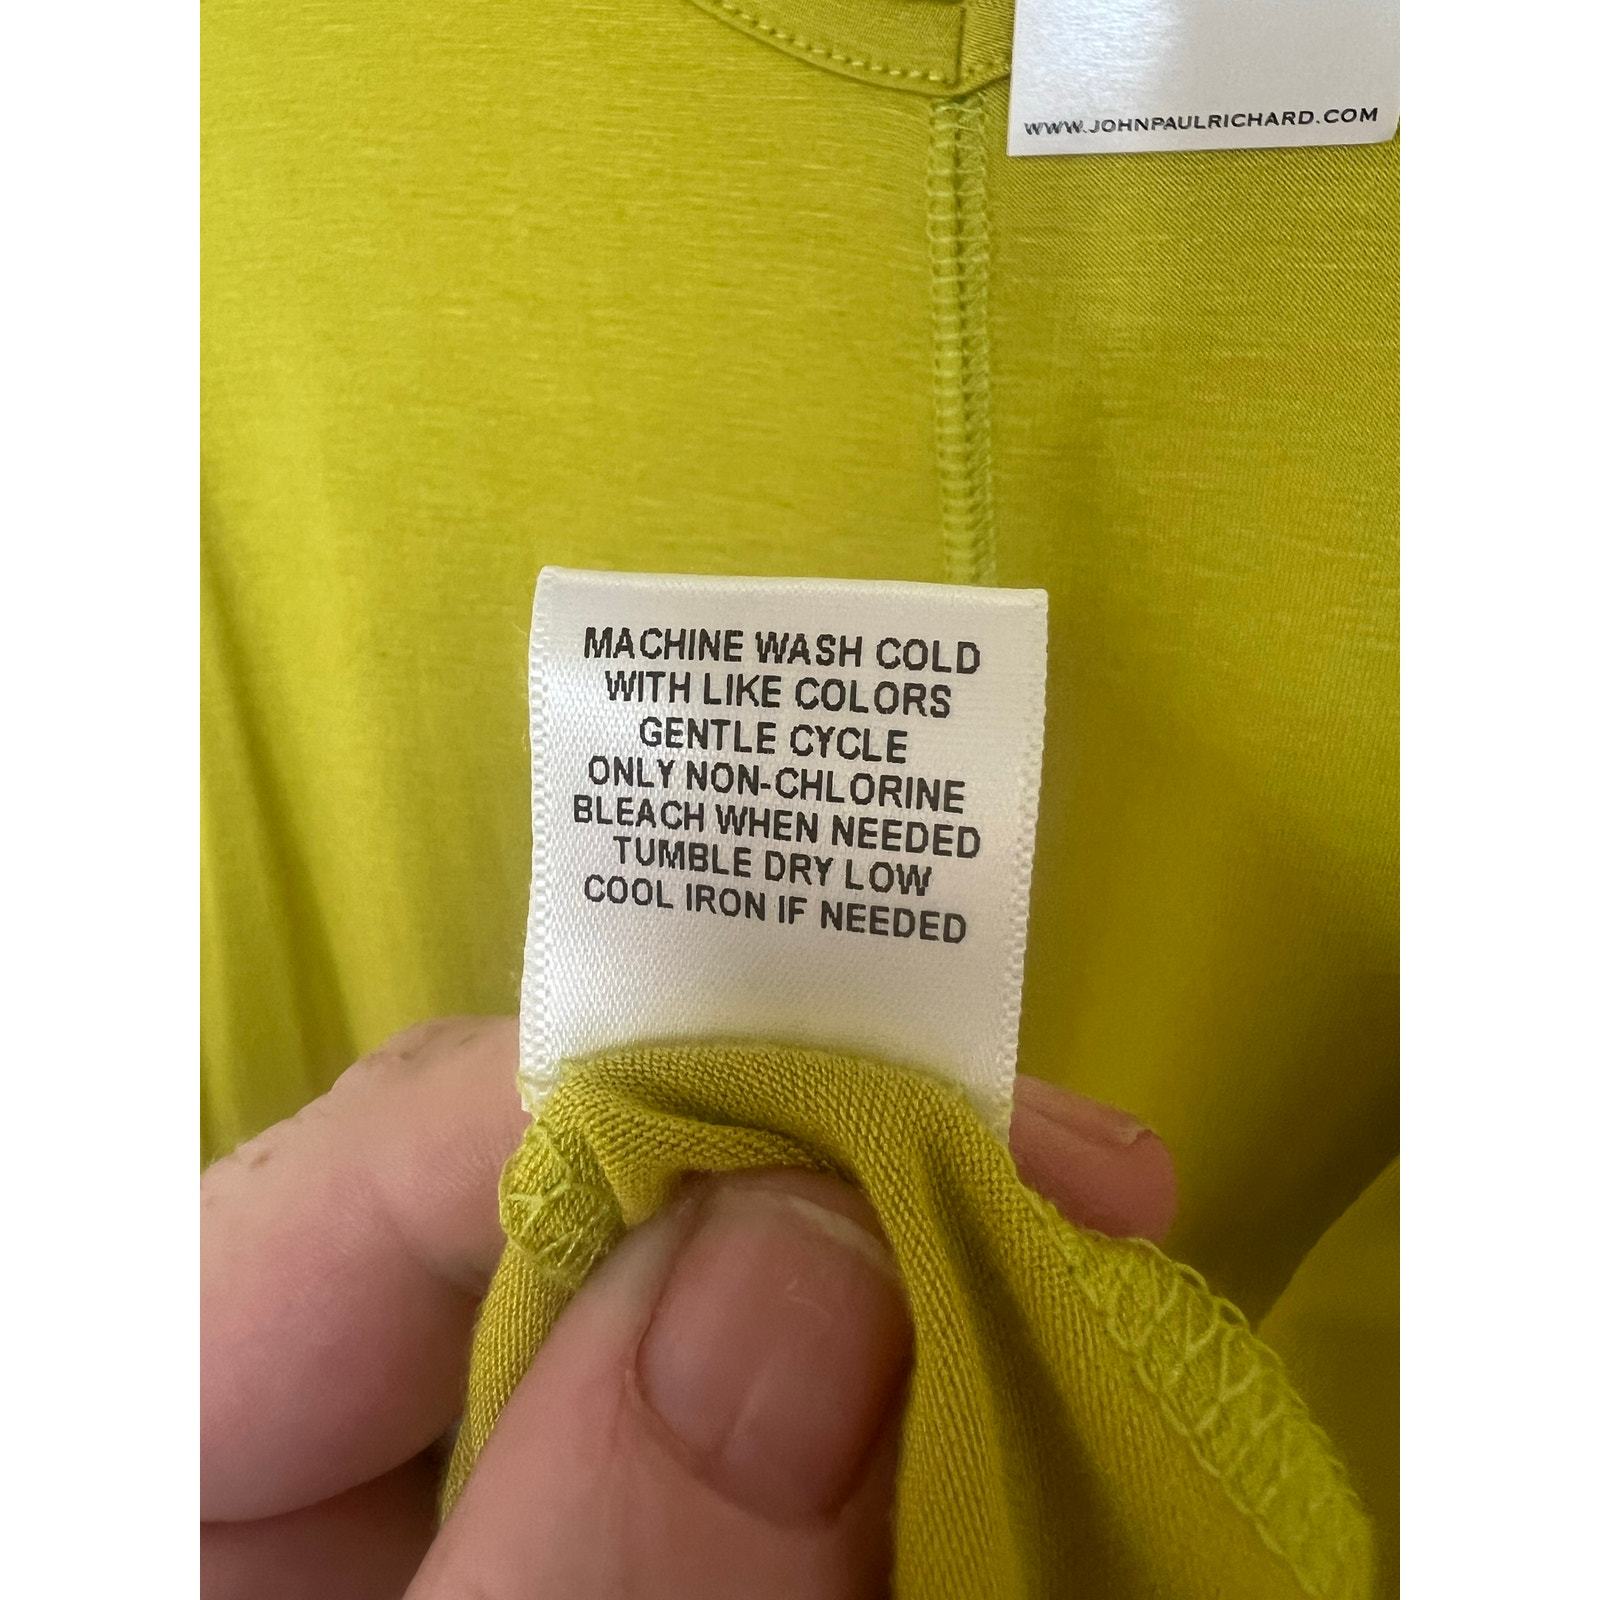 WWW.JOHNPAULRICHARD.COM
MACHINE WASH COLD
WITH LIKE COLORS
GENTLE CYCLE
ONLY NON-CHLORINE
BLEACH WHEN NEEDED
TUMBLE DRY LOW
COOL IRON IF NEEDED